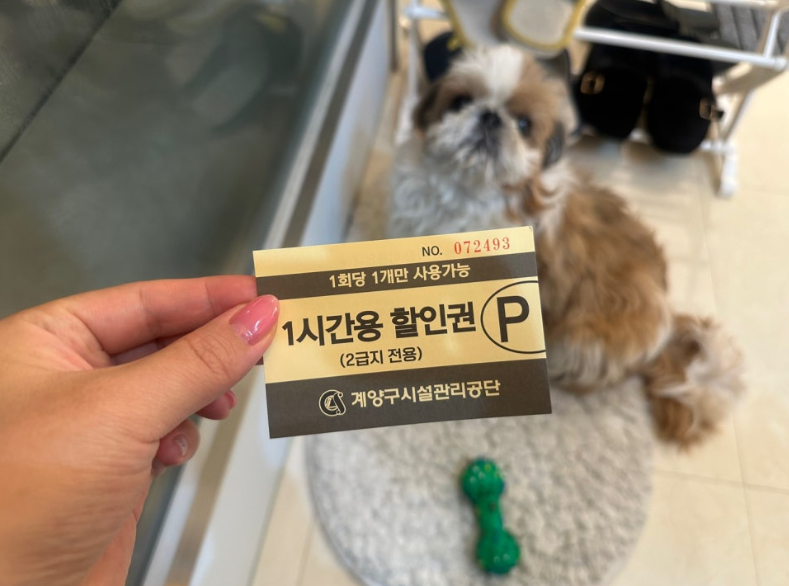 NO. 072493
1회당 1개만 사용가능
1시간용 할인권 P
(2급지 전용)
계양구시설관리공단